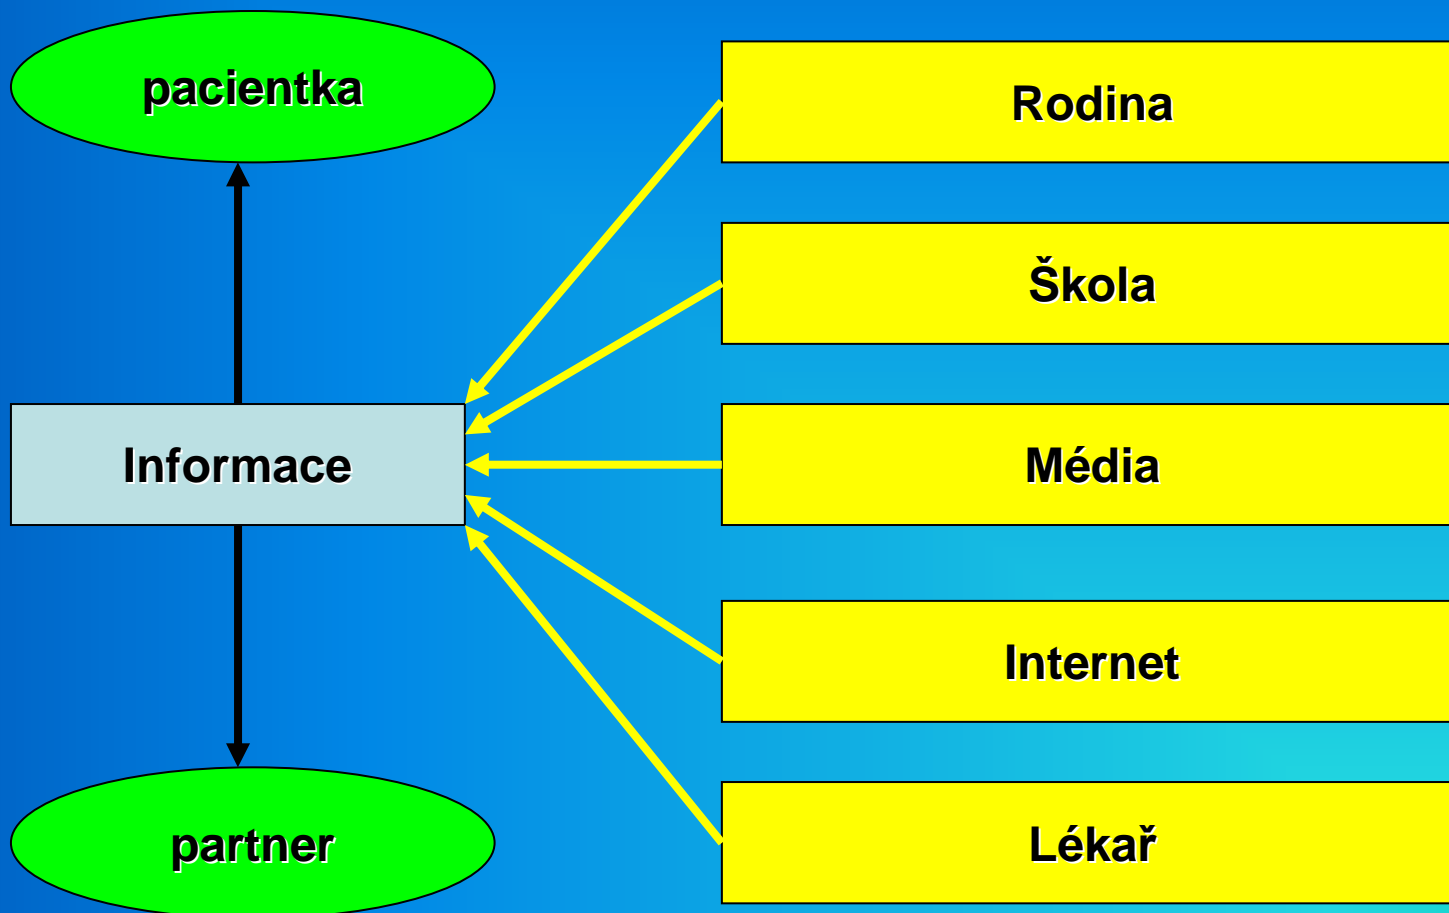 pacientka
Informace
partner
Rodina
Škola
Média
Internet
Lékař